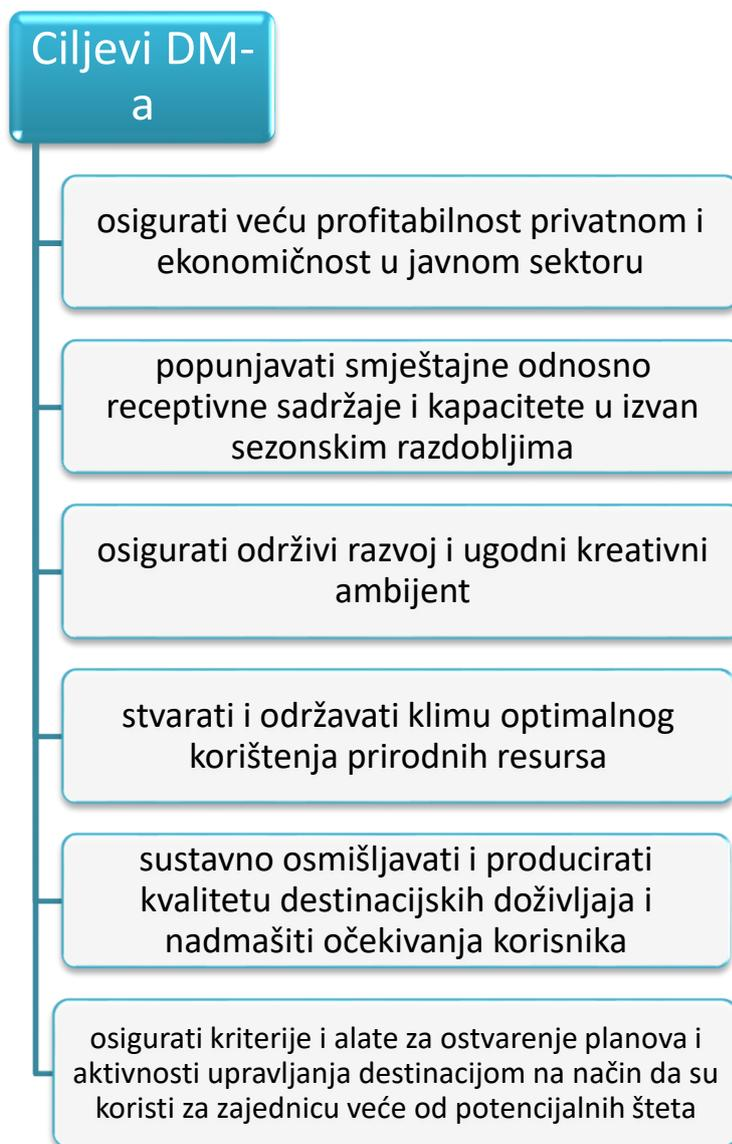 Ciljevi DM-
a
osigurati veću profitabilnost privatnom i
ekonomičnost u javnom sektoru
popunjavati smještajne odnosno
receptivne sadržaje i kapacitete u izvan
sezonskim razdobljima
osigurati održivi razvoj i ugodni kreativni
ambijent
stvarati i održavati klimu optimalnog
korištenja prirodnih resursa
sustavno osmišljavati i producirati
kvalitetu destinacijskih doživljaja i
nadmašiti očekivanja korisnika
osigurati kriterije i alate za ostvarenje planova i
aktivnosti upravljanja destinacijom na način da su
koristi za zajednicu veće od potencijalnih šteta